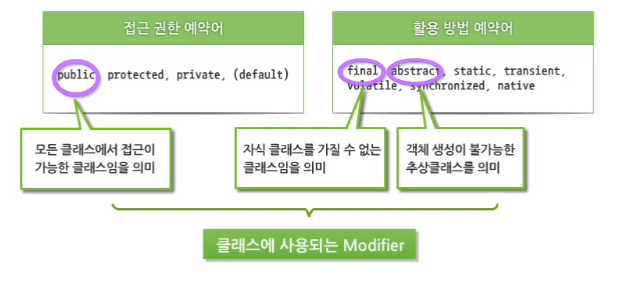 접근 권한 예약어
public, protected, private, (default)
활용 방법 예약어
final, abstract, static, transient,
volatile, synchronized, native
모든 클래스에서 접근이
가능한 클래스임을 의미
자식 클래스를 가질 수 없는
클래스임을 의미
객체 생성이 불가능한
추상클래스를 의미
클래스에 사용되는 Modifier